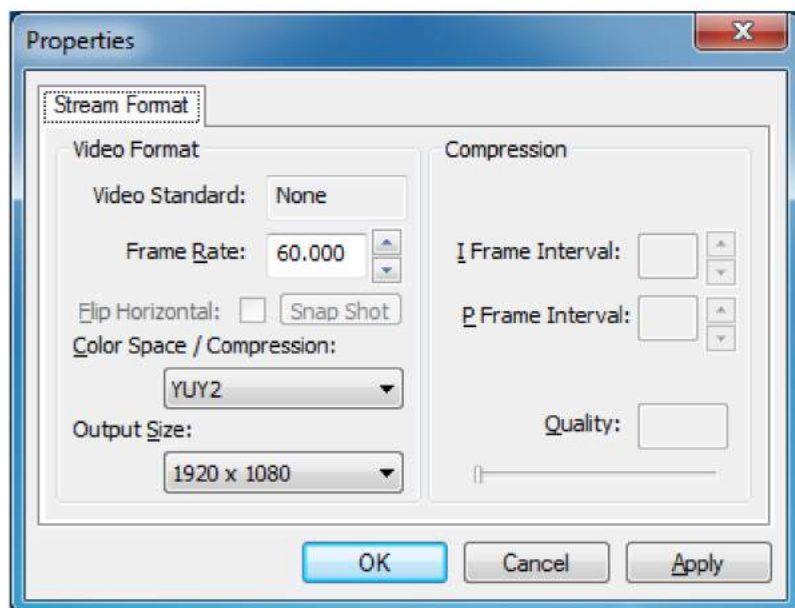 Properties
X
Stream Format
Video Format
Video Standard: None
Frame Rate: 60.000
Flip Horizontal: Snap Shot
Color Space / Compression:
YUY2
Output Size:
1920 x 1080
Compression
I Frame Interval:
P Frame Interval:
Quality:
OK Cancel Apply